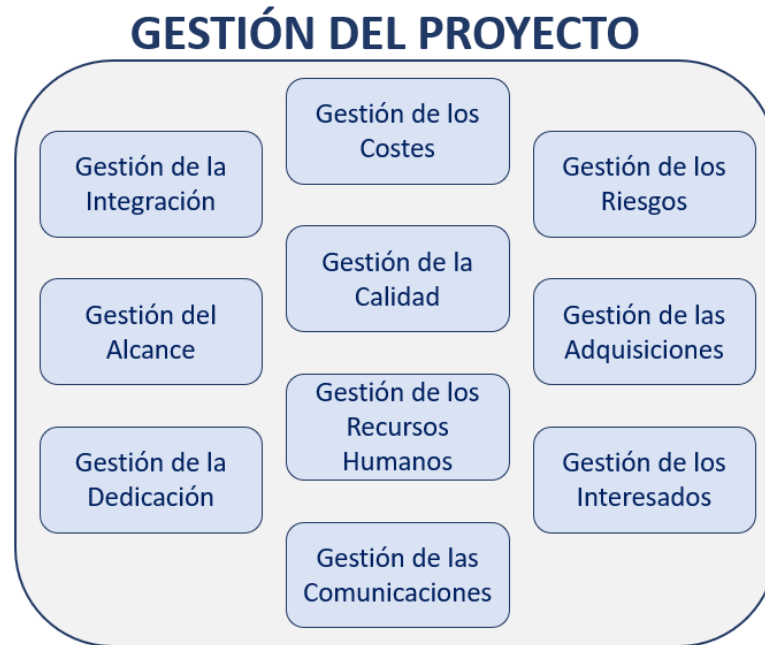 GESTIÓN DEL PROYECTO
Gestión de la
Integración
Gestión del
Alcance
Gestión de la
Dedicación
Gestión de los
Costes
Gestión de la
Calidad
Gestión de los
Recursos
Humanos
Gestión de las
Comunicaciones
Gestión de los
Riesgos
Gestión de las
Adquisiciones
Gestión de los
Interesados